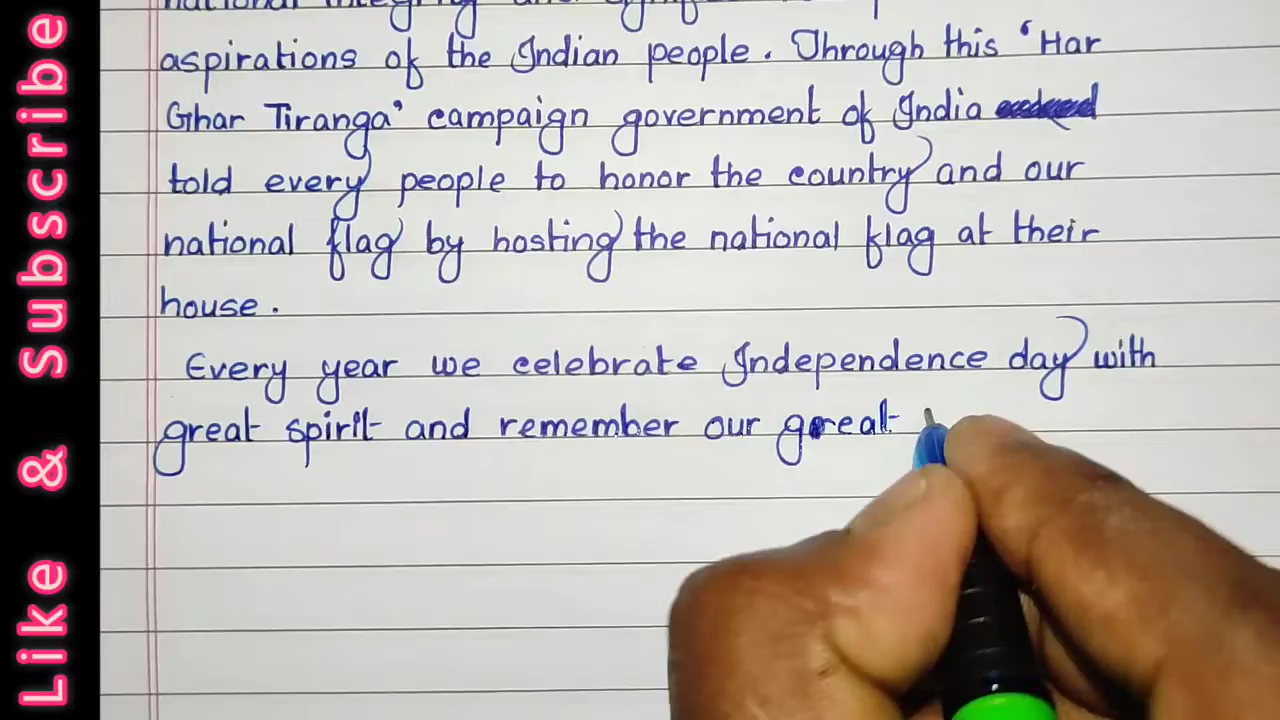 aspirations of the Indian people. Through this 'Har
Ghar Tiranga' campaign government of India
told every people to honor the country and our
national flag by hosting the national flag at their
house.
Every year we celebrate Independence day with
great spirit and remember our great
Like & Subscribe